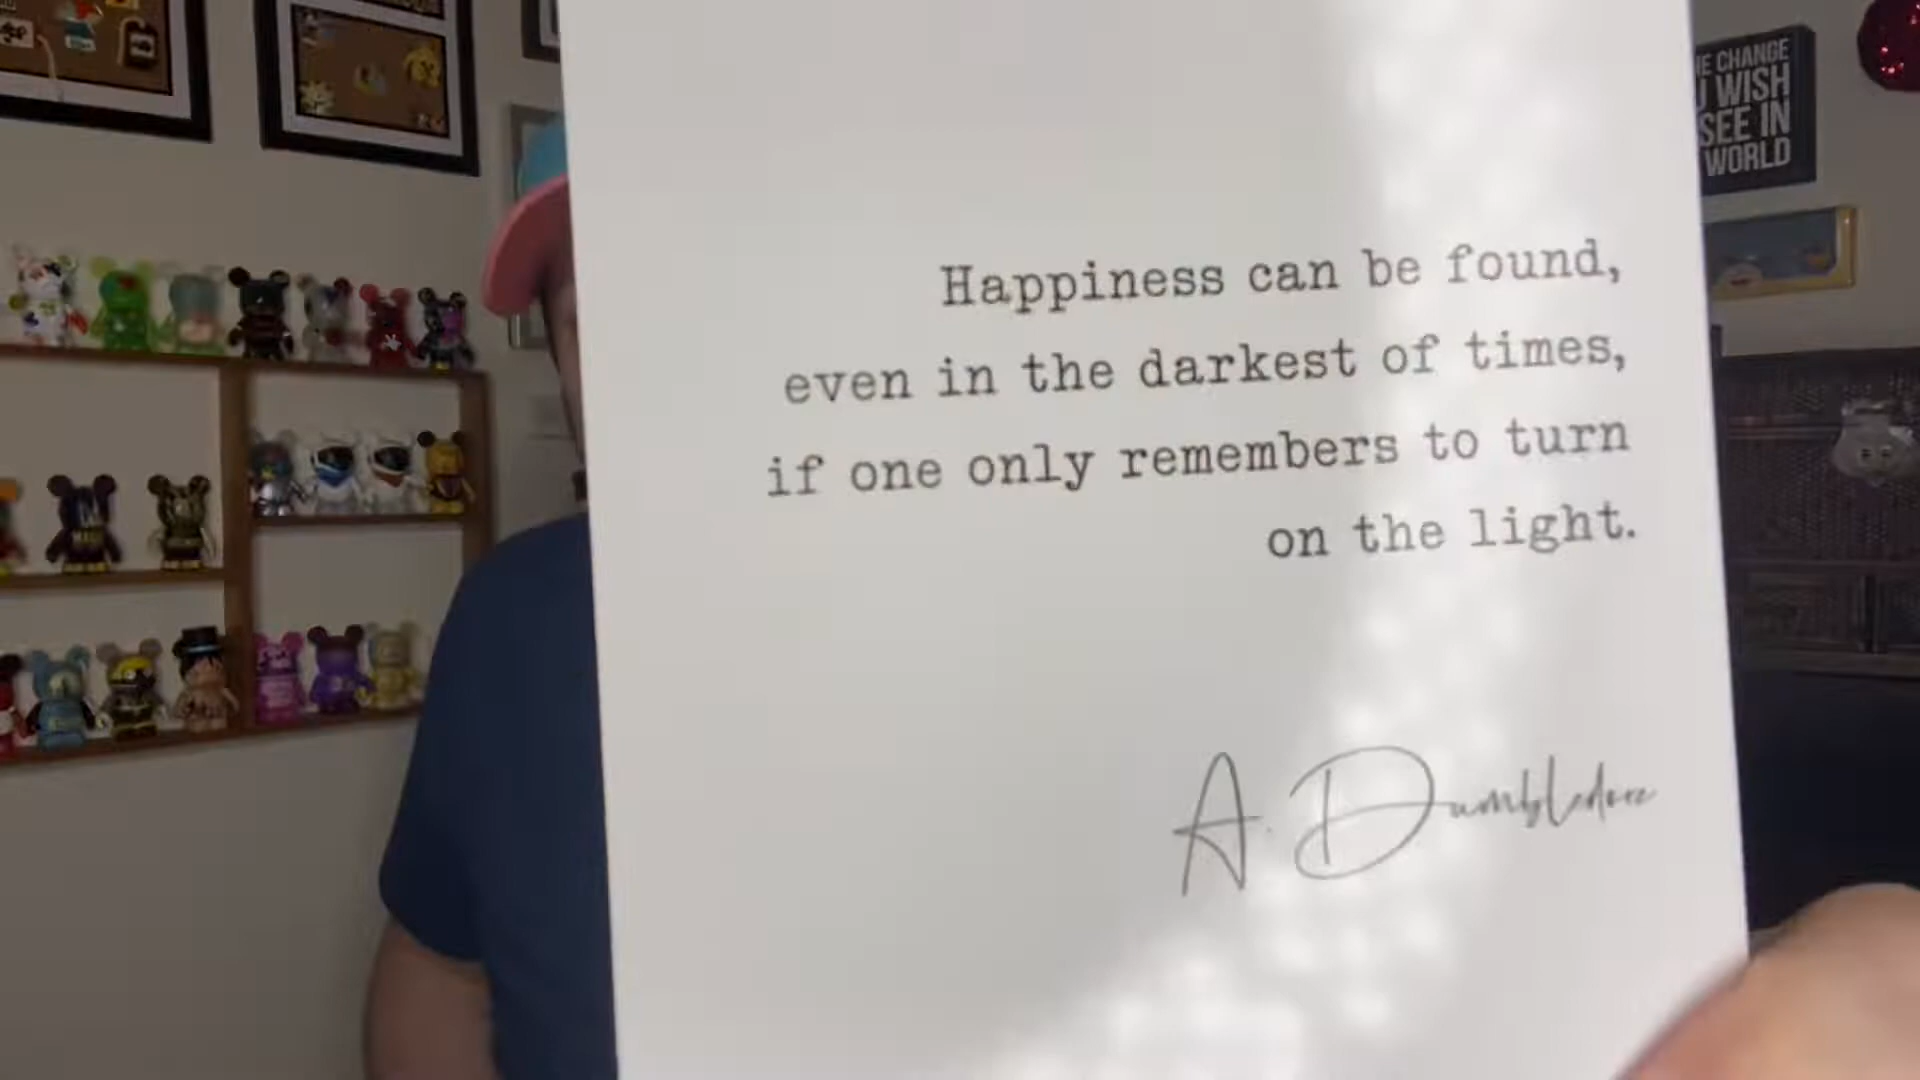 Happiness can be found,
even in the darkest of times,
if one only remembers to turn
on the light.
A. Dumbledore
CHANGE
WISH
SEE IN
WORLD